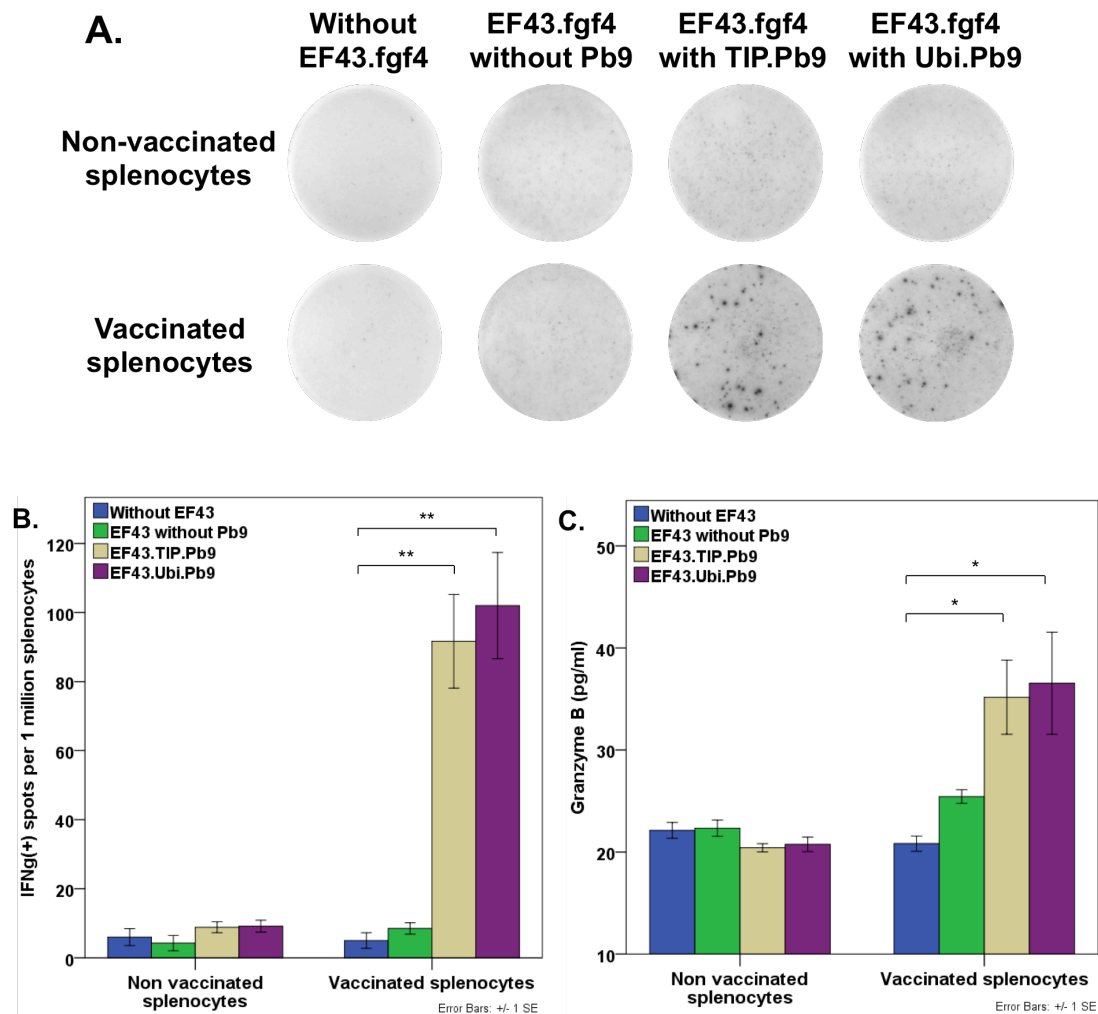 A.
Without
EF43.fgf4
EF43.fgf4
without Pb9
EF43.fgf4
with TIP.Pb9
EF43.fgf4
with Ubi.Pb9
Non-vaccinated
splenocytes
Vaccinated
splenocytes
B.
Without EF43
EF43 without Pb9
EF43.TIP.Pb9
EF43.Ubi.Pb9
**
**
IFNg(+) spots per 1 million splenocytes
120
100
80
60
40
20
0
Non vaccinated
splenocytes
Vaccinated splenocytes
Error Bars: +/- 1 SE
C.
Without EF43
EF43 without Pb9
EF43.TIP.Pb9
EF43.Ubi.Pb9
*
*
Granzyme B (pg/ml)
50
40
30
20
10
Non vaccinated
splenocytes
Vaccinated splenocytes
Error Bars: +/- 1 SE